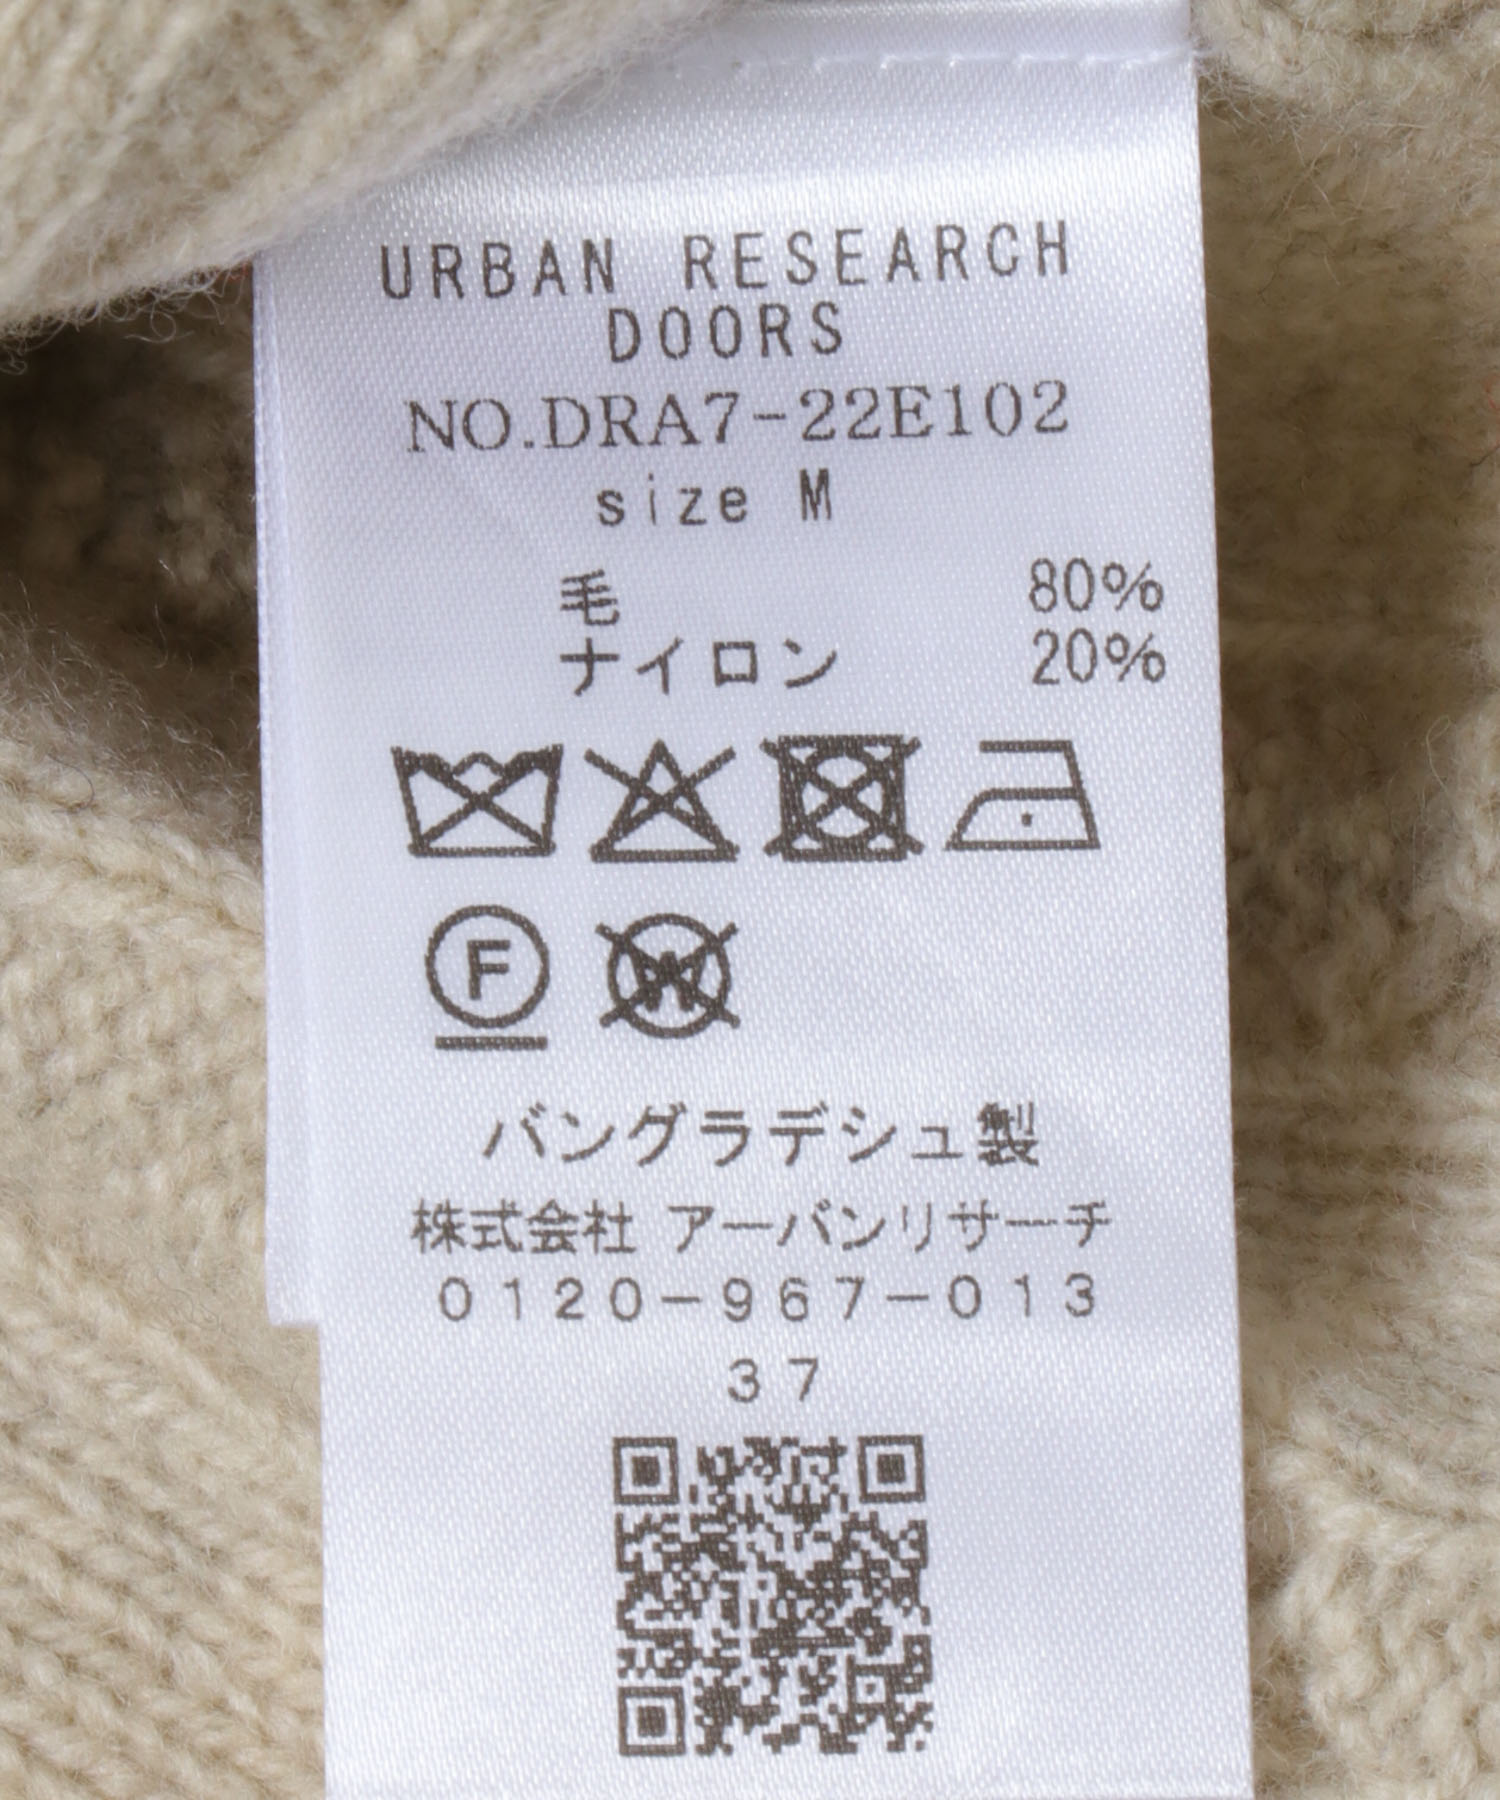 URBAN RESEARCH
DOORS
NO.DRA7-22E102
size M
毛 80%
ナイロン 20%
F
W
バングラデシュ製
株式会社 アーバンリサーチ
0120-967-013
37